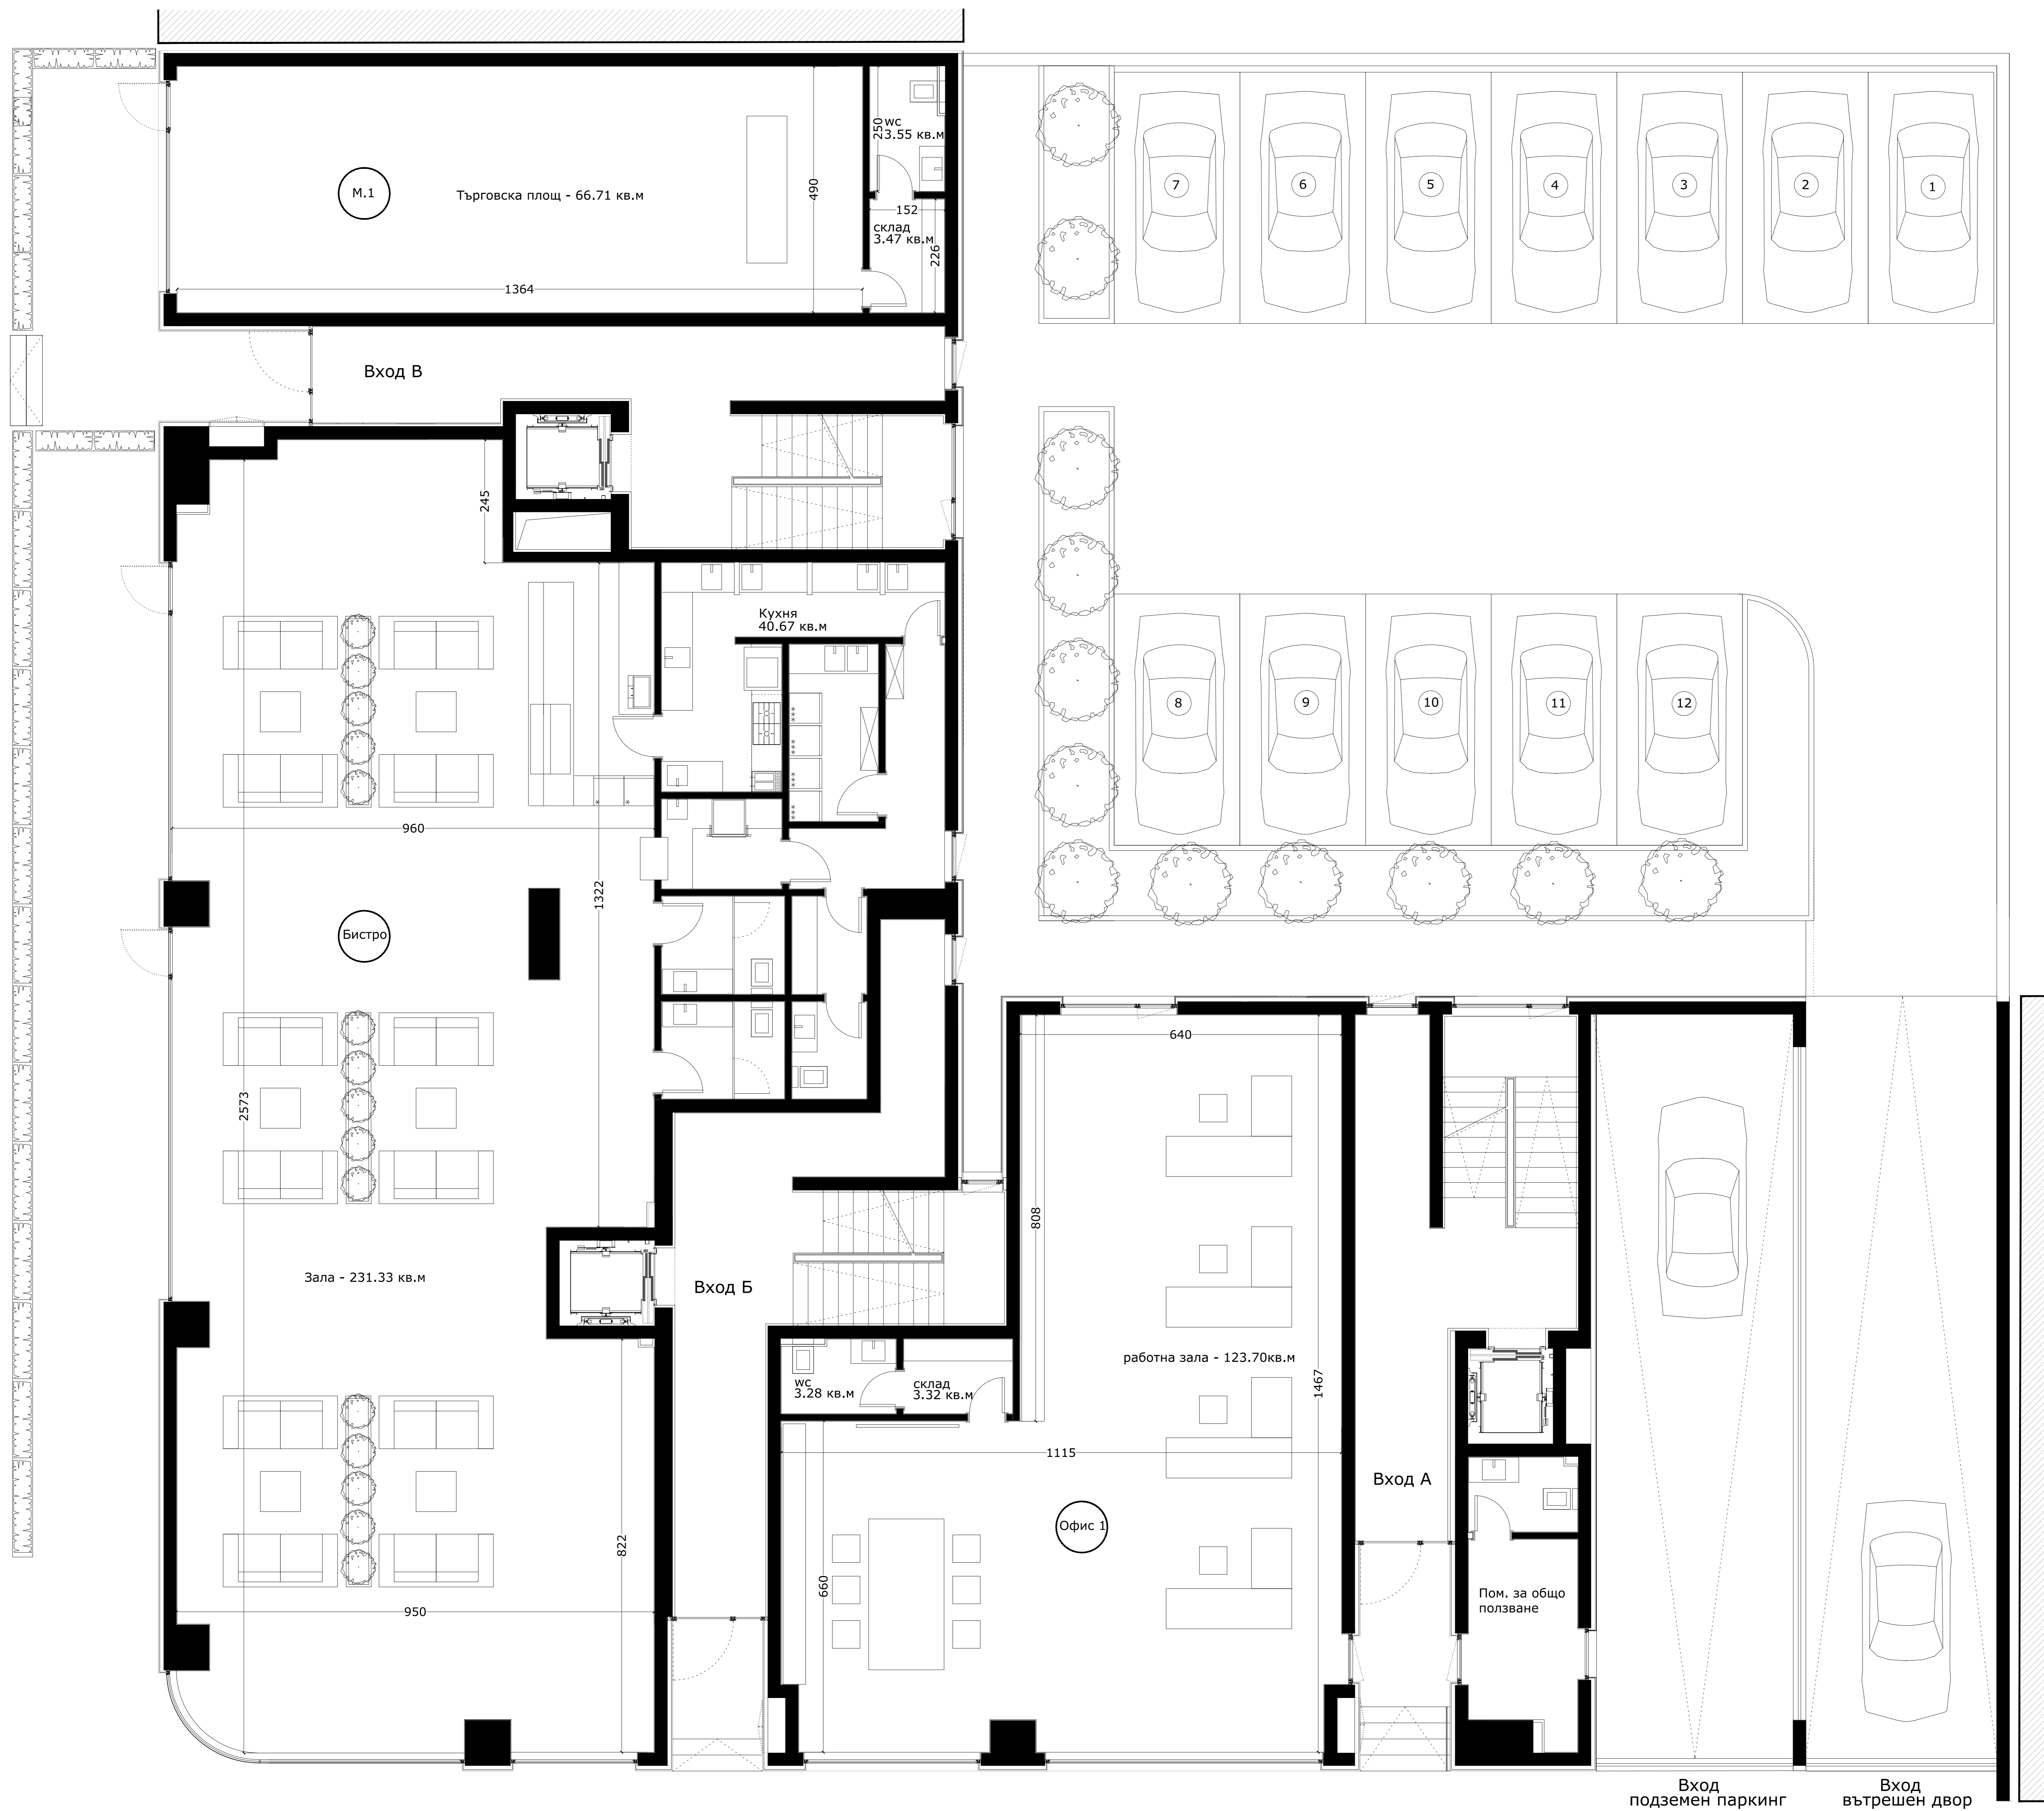 250
wc
3.55 кв.м
М.1
Търговска площ - 66.71 кв.м
490
7
6
5
4
3
2
1
152
склад
3.47 кв.м
226
1364
Вход В
245
Кухня
40.67 кв.м
8
9
10
11
12
960
1322
Бистро
640
2573
808
Зала - 231.33 кв.м
Вход Б
работна зала - 123.70кв.м
1467
wc
3.28 кв.м
склад
3.32 кв.м
1115
Вход А
Офис 1
822
660
Пом. за общо
ползване
950
Вход
подземен паркинг
Вход
вътрешен двор